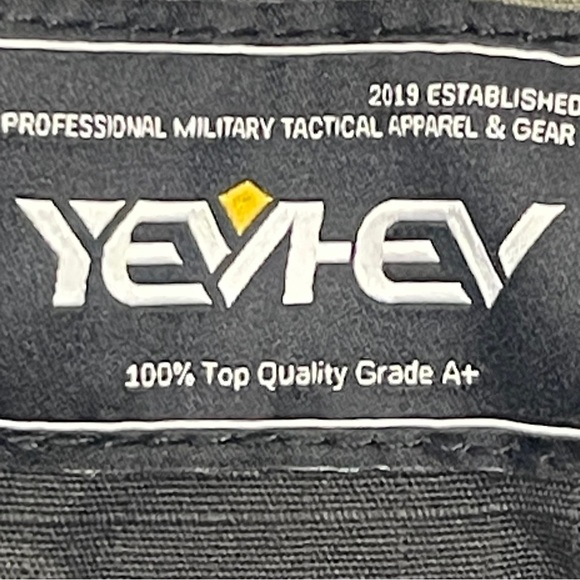 2019 ESTABLISHED
PROFESSIONAL MILITARY TACTICAL APPAREL & GEAR
YEVHEV
100% Top Quality Grade A+